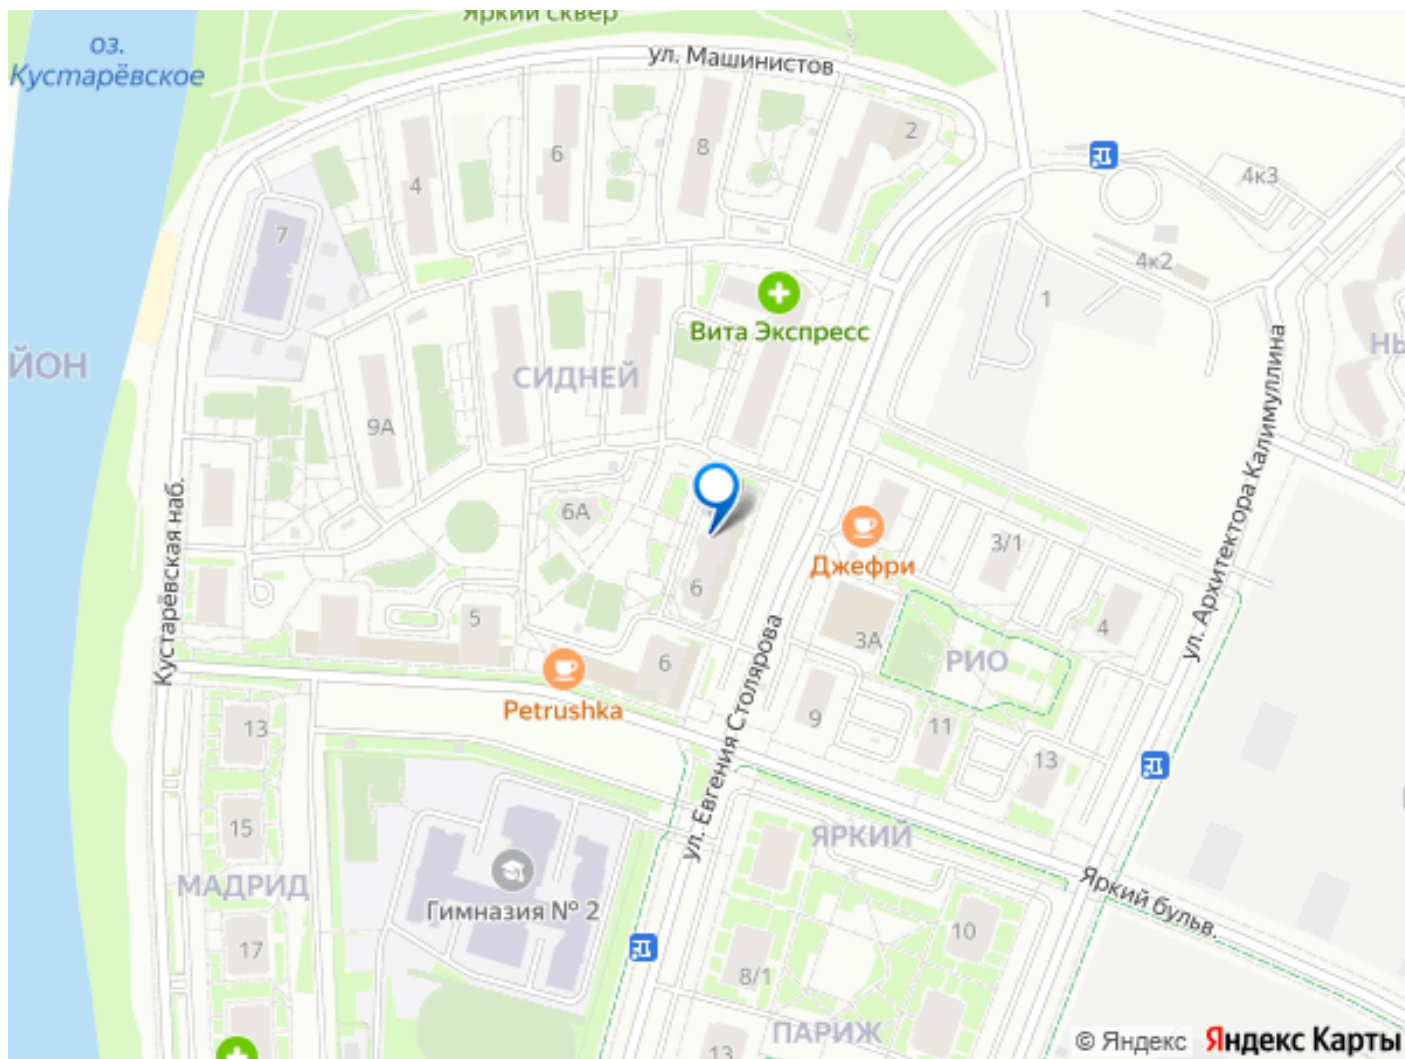 Яркий сквер
оз.
Кустарёвское
ул. Машинистов
2
8
6
4
4к3
7
4к2
1
Вита Экспресс
ЙОН
СИДНЕЙ
НЬ
9А
ул. Архитектора Калимуллина
Кустарёвская наб.
6А
Джефри
3/1
6
5
3А
4
РИО
6
Petrushka
ул. Евгения Столярова
9
11
13
13
15
ЯРКИЙ
МАДРИД
Гимназия № 2
Яркий бульв.
10
17
8/1
ПАРИЖ
13
© Яндекс Яндекс Карты